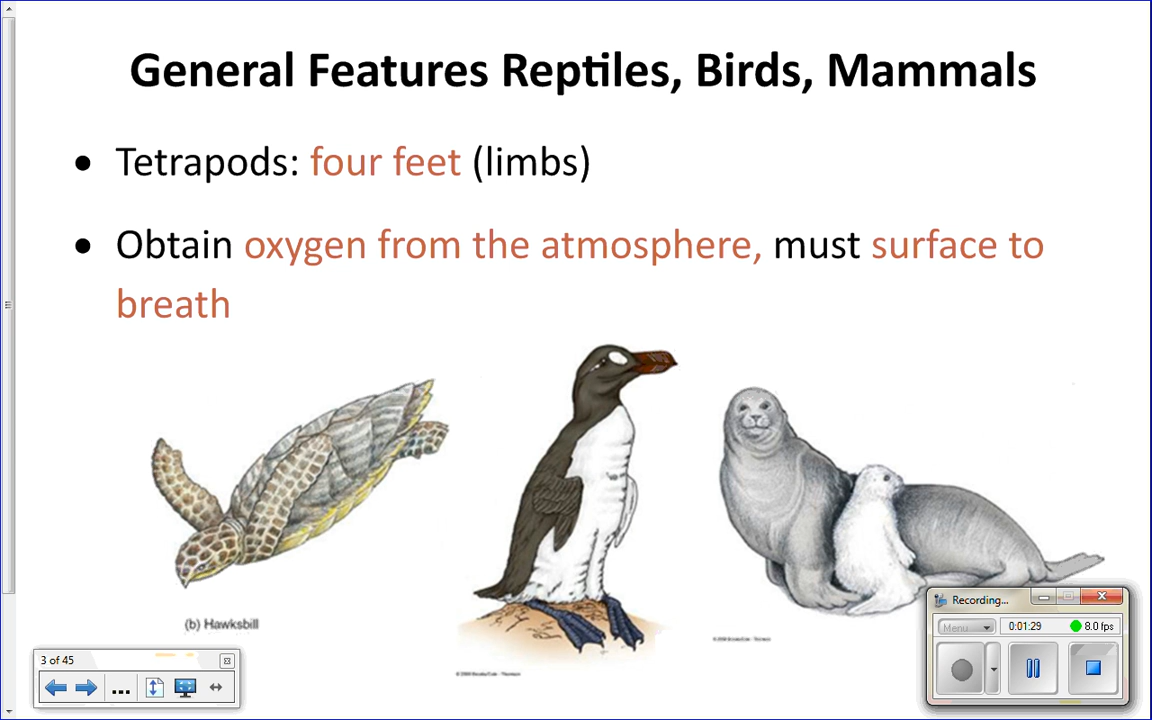 General Features Reptiles, Birds, Mammals
• Tetrapods: four feet (limbs)
• Obtain oxygen from the atmosphere, must surface to
breath
(b) Hawksbill
Recording...
Menu
0:01:29
8.0 fps
3 of 45
...